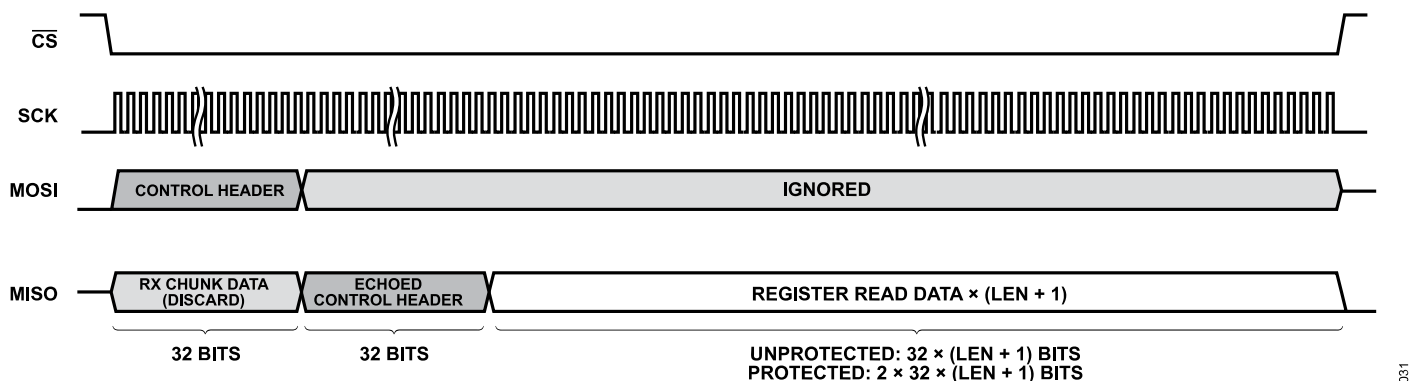 CS
SCK
MOSI
CONTROL HEADER
IGNORED
MISO
RX CHUNK DATA
(DISCARD)
ECHOED
CONTROL HEADER
REGISTER READ DATA × (LEN + 1)
32 BITS
32 BITS
UNPROTECTED: 32 × (LEN + 1) BITS
PROTECTED: 2 × 32 × (LEN + 1) BITS
031